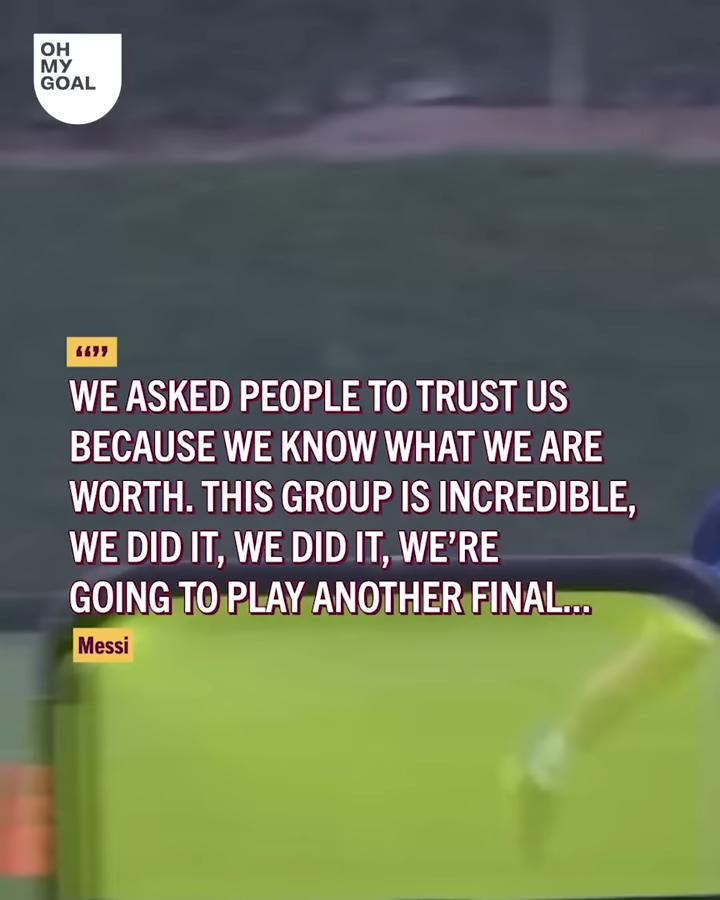 OH
MY
GOAL
“”
WE ASKED PEOPLE TO TRUST US
BECAUSE WE KNOW WHAT WE ARE
WORTH. THIS GROUP IS INCREDIBLE,
WE DID IT, WE DID IT, WE’RE
GOING TO PLAY ANOTHER FINAL...
Messi